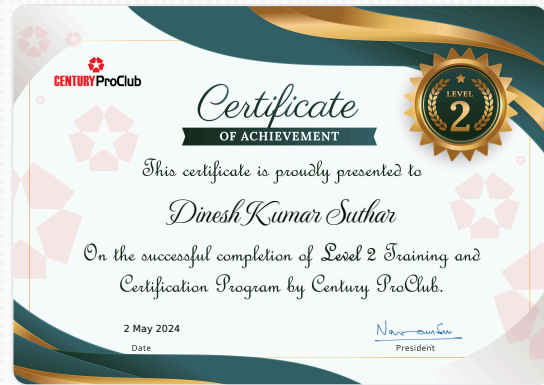 CENTURY ProClub
Certificate
OF ACHIEVEMENT
LEVEL
2
This certificate is proudly presented to
Dinesh Kumar Suthar
On the successful completion of Level 2 Training and
Certification Program by Century ProClub.
2 May 2024
Date
President